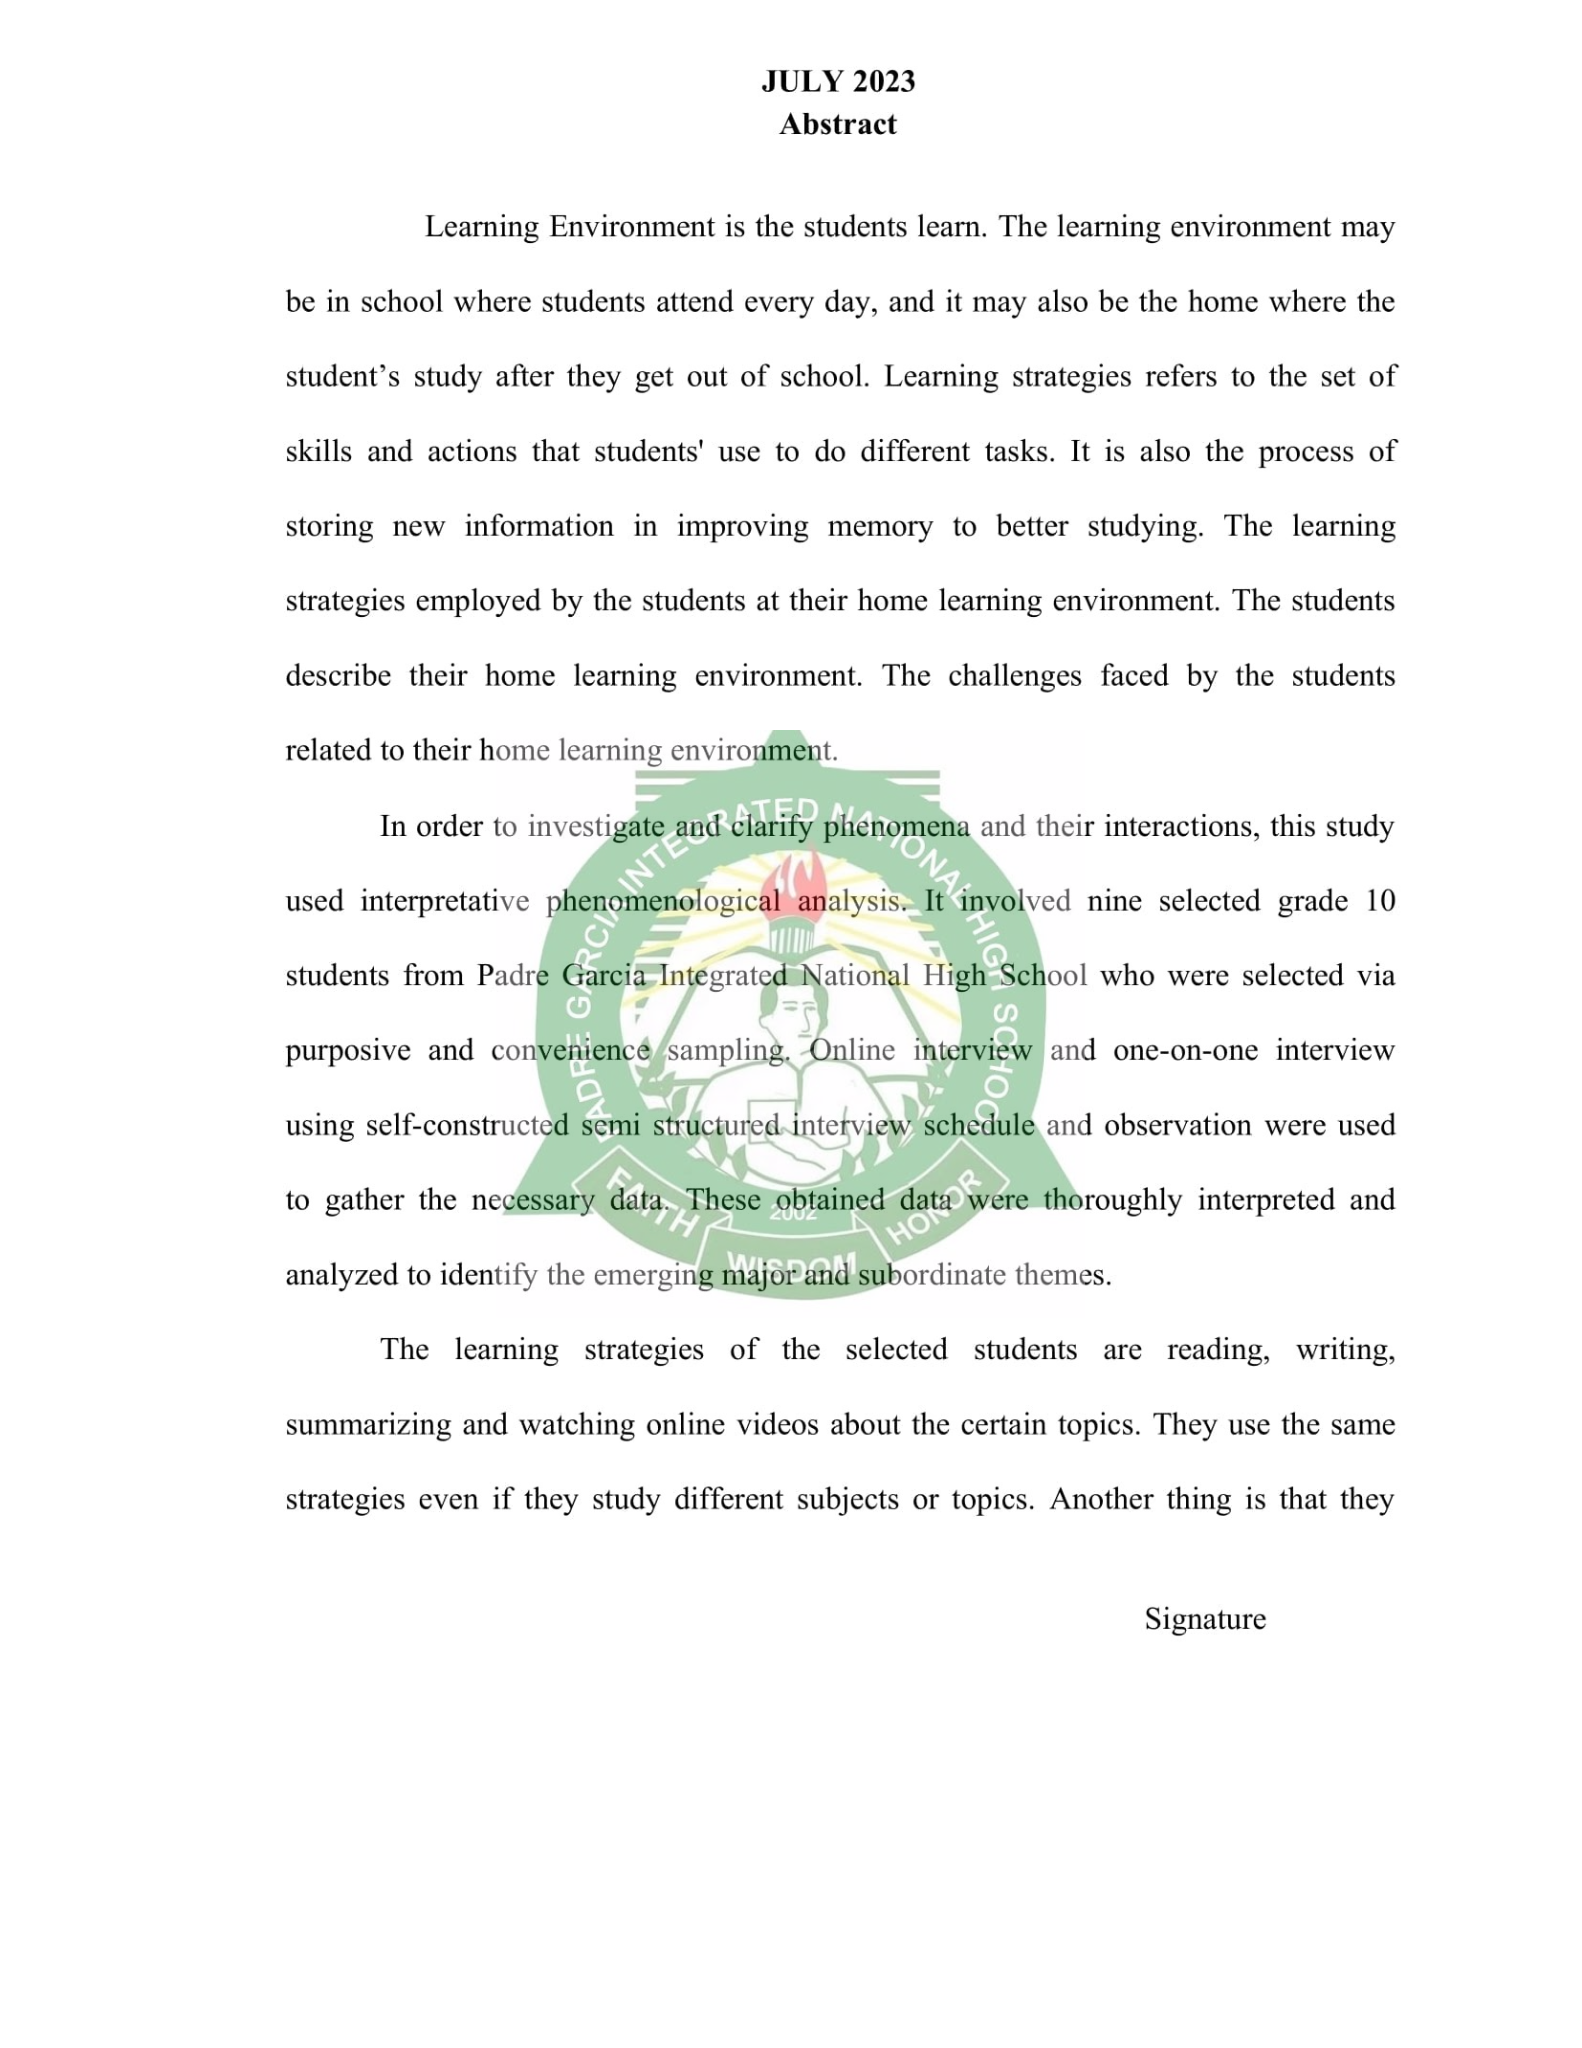 JULY 2023
Abstract
Learning Environment is the students learn. The learning environment may
be in school where students attend every day, and it may also be the home where the
student’s study after they get out of school. Learning strategies refers to the set of
skills and actions that students' use to do different tasks. It is also the process of
storing new information in improving memory to better studying. The learning
strategies employed by the students at their home learning environment. The students
describe their home learning environment. The challenges faced by the students
related to their home learning environment.
In order to investigate and clarify phenomena and their interactions, this study
used interpretative phenomenological analysis. It involved nine selected grade 10
students from Padre Garcia Integrated National High School who were selected via
purposive and convenience sampling. Online interview and one-on-one interview
using self-constructed semi structured interview schedule and observation were used
to gather the necessary data. These obtained data were thoroughly interpreted and
analyzed to identify the emerging major and subordinate themes.
The learning strategies of the selected students are reading, writing,
summarizing and watching online videos about the certain topics. They use the same
strategies even if they study different subjects or topics. Another thing is that they
Signature
PADRE GARCIA INTEGRATED NATIONAL HIGH SCHOOL
2002
FAITH
WISDOM
HONOR